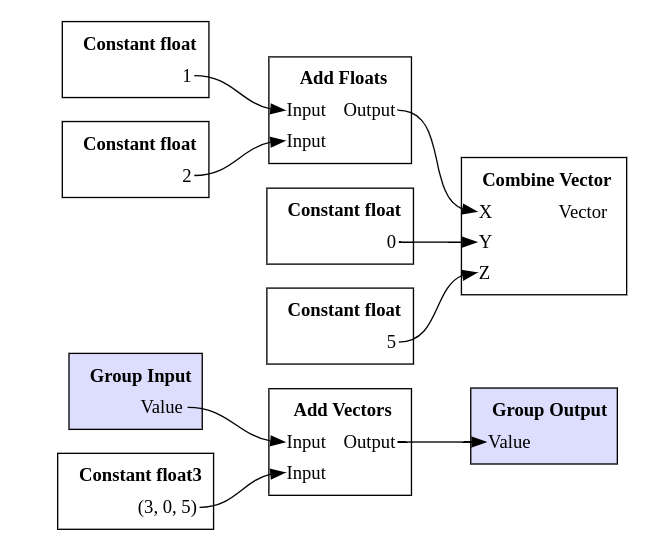 Constant float
1
Constant float
2
Add Floats
Input Output
Input
Constant float
0
Constant float
5
Combine Vector
X Vector
Y
Z
Group Input
Value
Constant float3
(3, 0, 5)
Add Vectors
Input Output
Input
Group Output
Value